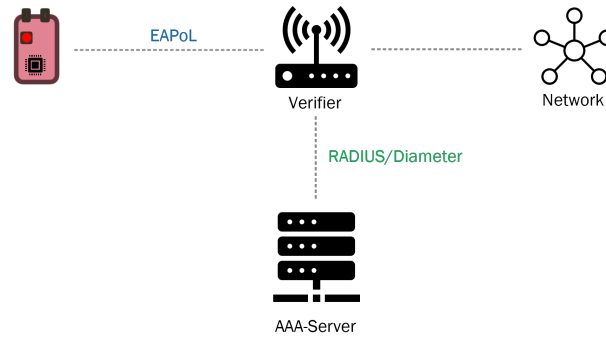 EAPoL
Verifier
Network
RADIUS/Diameter
AAA-Server